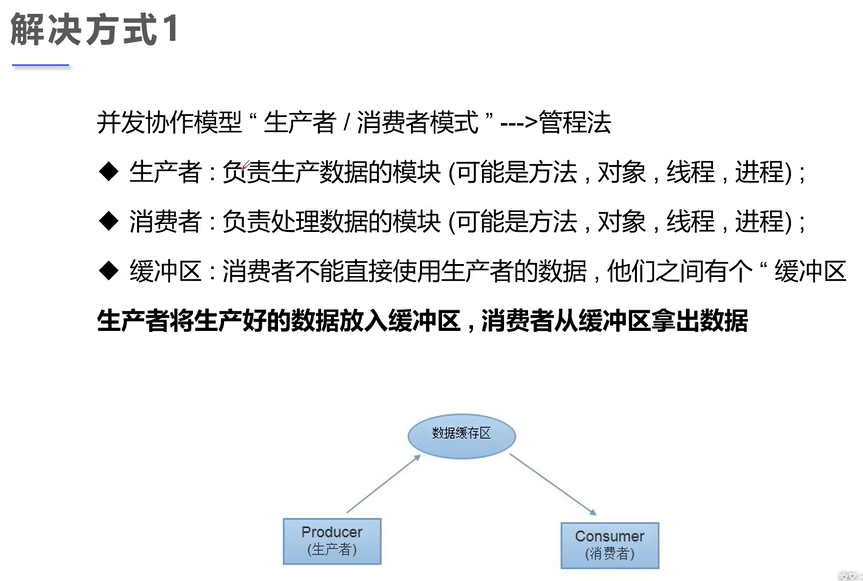 解决方式1
并发协作模型 “ 生产者 / 消费者模式 ” --->管程法
◆ 生产者 : 负责生产数据的模块 (可能是方法 , 对象 , 线程 , 进程) ;
◆ 消费者 : 负责处理数据的模块 (可能是方法 , 对象 , 线程 , 进程) ;
◆ 缓冲区 : 消费者不能直接使用生产者的数据 , 他们之间有个 “ 缓冲区
生产者将生产好的数据放入缓冲区 , 消费者从缓冲区拿出数据
数据缓存区
Producer
(生产者)
Consumer
(消费者)